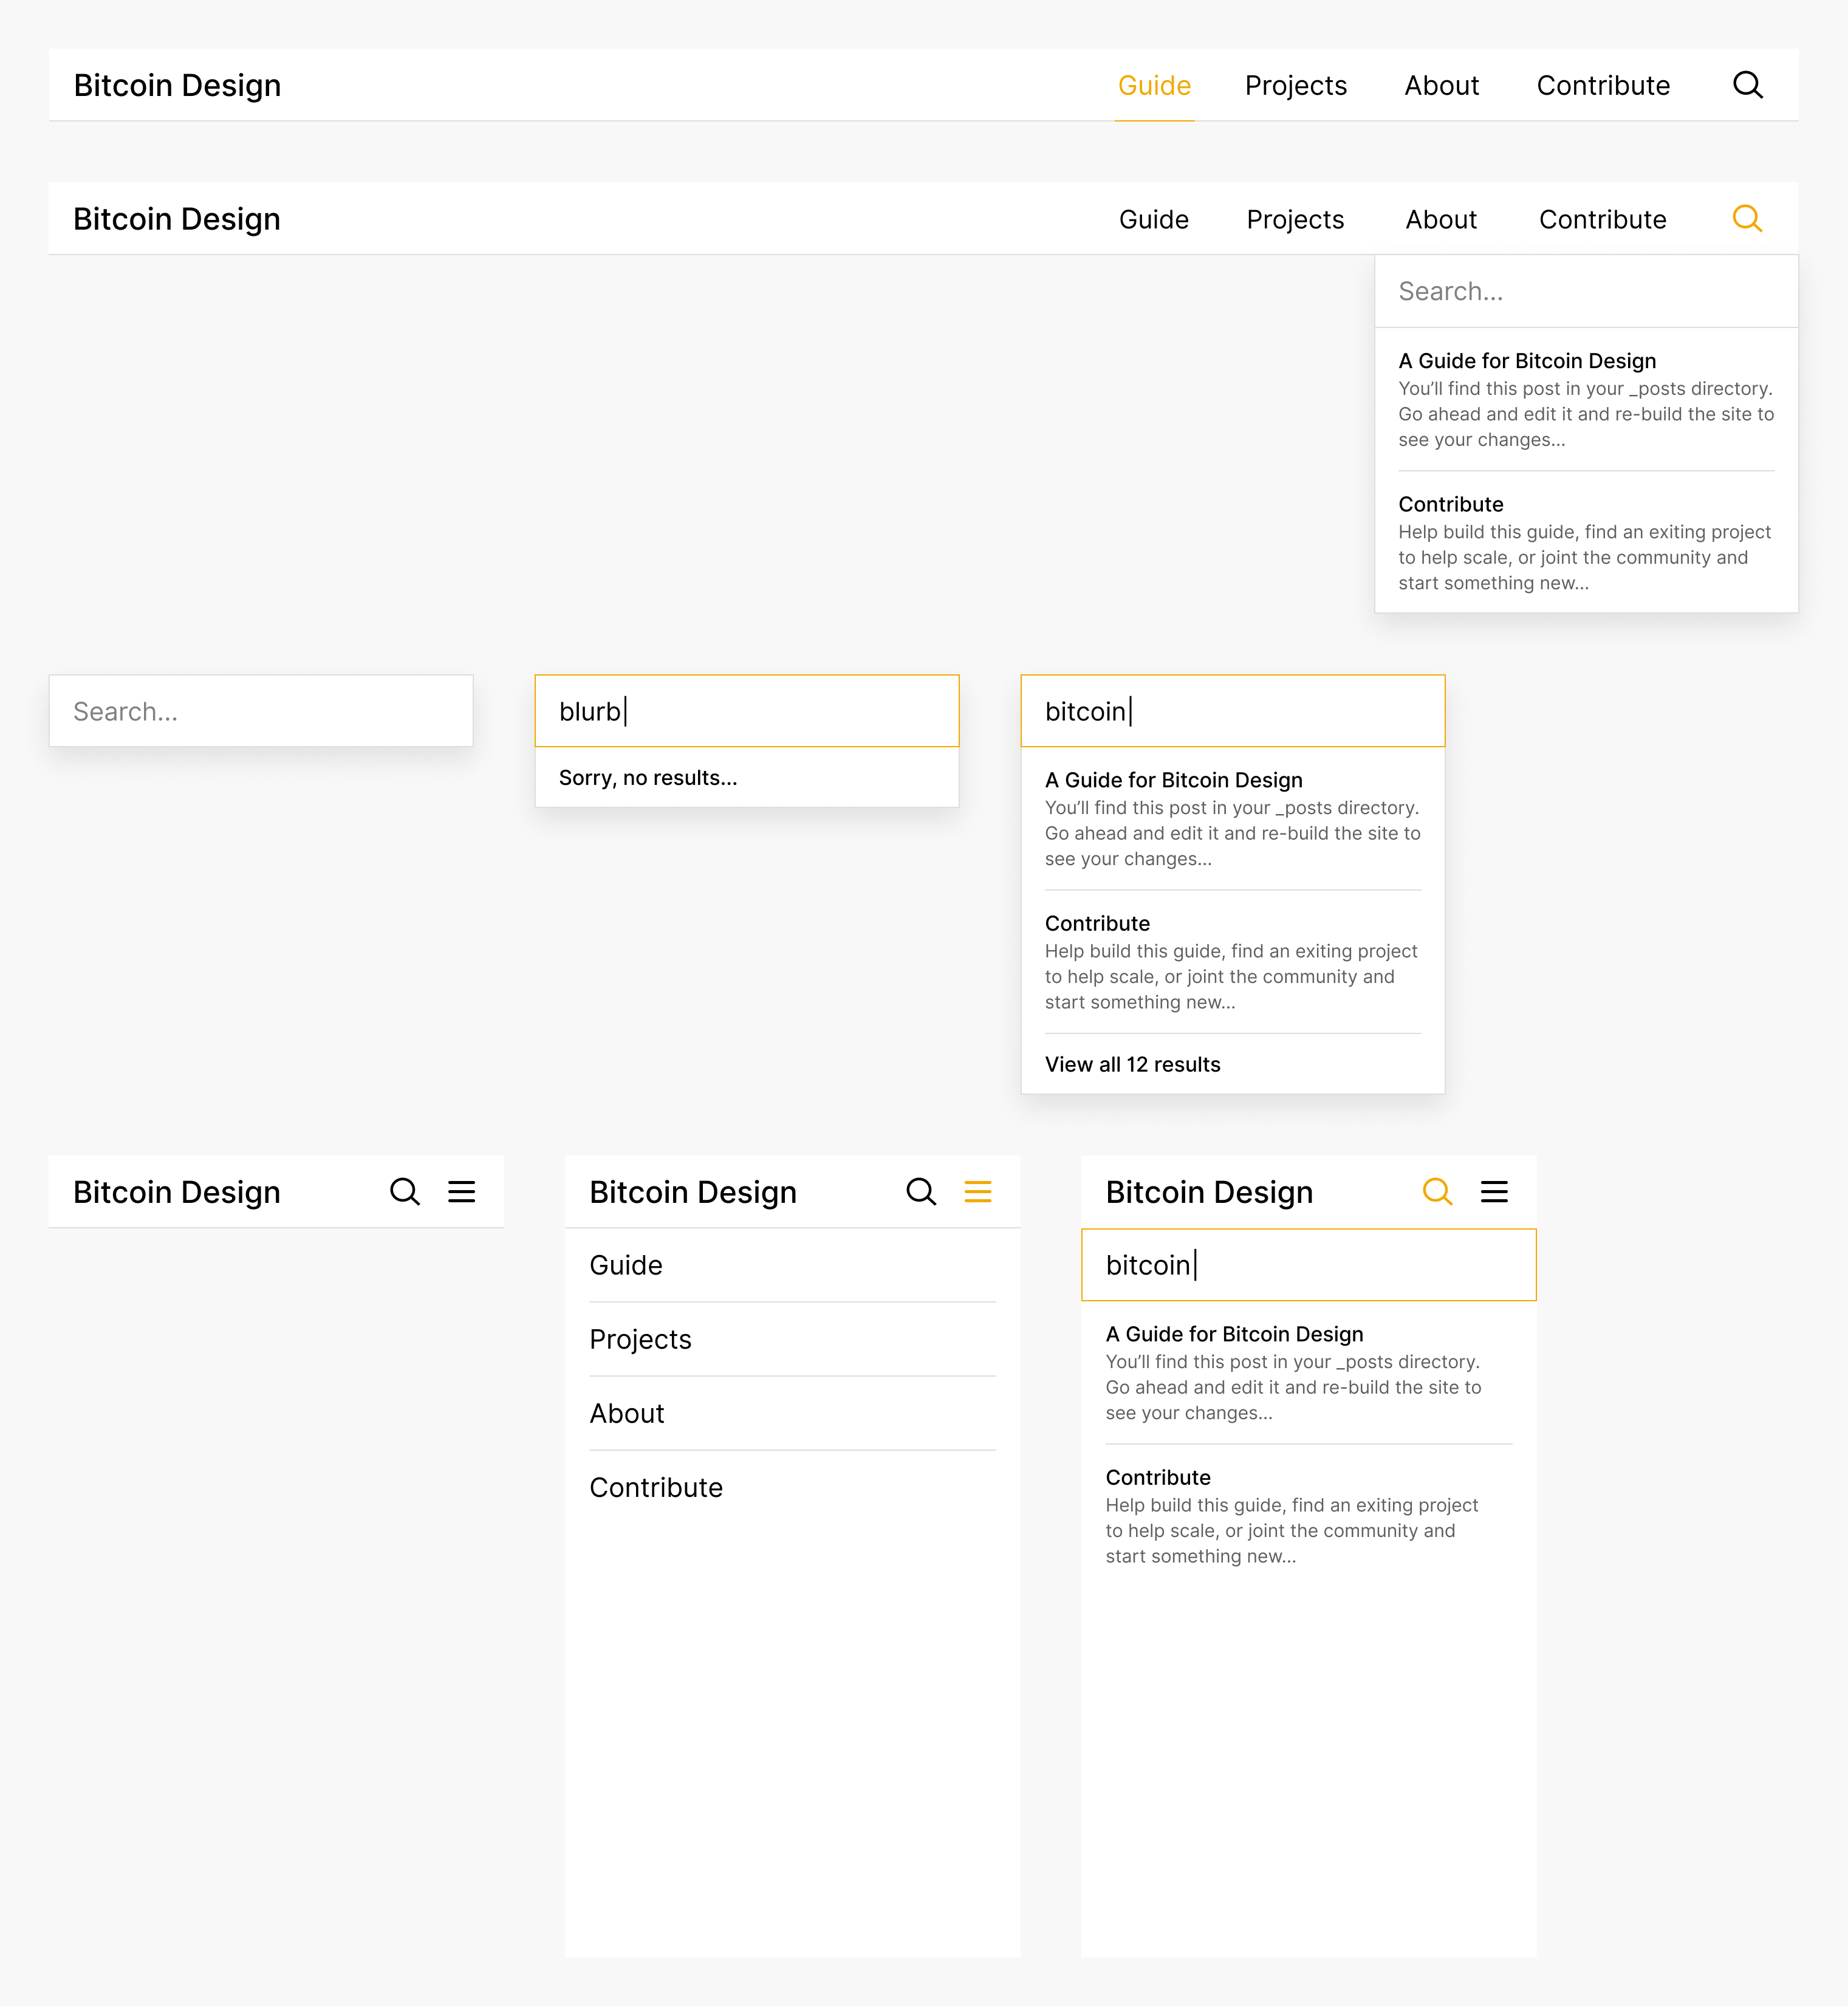 Bitcoin Design Guide Projects About Contribute
Bitcoin Design Guide Projects About Contribute
Search...
A Guide for Bitcoin Design
You’ll find this post in your _posts directory.
Go ahead and edit it and re-build the site to
see your changes...
Contribute
Help build this guide, find an exiting project
to help scale, or joint the community and
start something new...
Search...
blurb
Sorry, no results...
bitcoin
A Guide for Bitcoin Design
You’ll find this post in your _posts directory.
Go ahead and edit it and re-build the site to
see your changes...
Contribute
Help build this guide, find an exiting project
to help scale, or joint the community and
start something new...
View all 12 results
Bitcoin Design
Bitcoin Design
Guide
Projects
About
Contribute
Bitcoin Design
bitcoin
A Guide for Bitcoin Design
You’ll find this post in your _posts directory.
Go ahead and edit it and re-build the site to
see your changes...
Contribute
Help build this guide, find an exiting project
to help scale, or joint the community and
start something new...